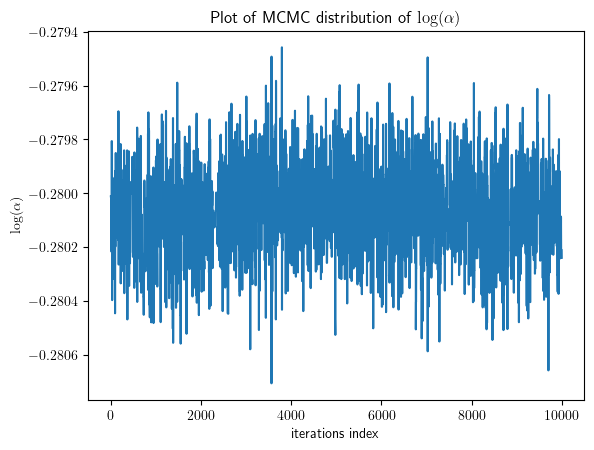 Plot of MCMC distribution of log(α)
−0.2794
−0.2796
−0.2798
−0.2800
−0.2802
−0.2804
−0.2806
log(α)
0 2000 4000 6000 8000 10000
iterations index